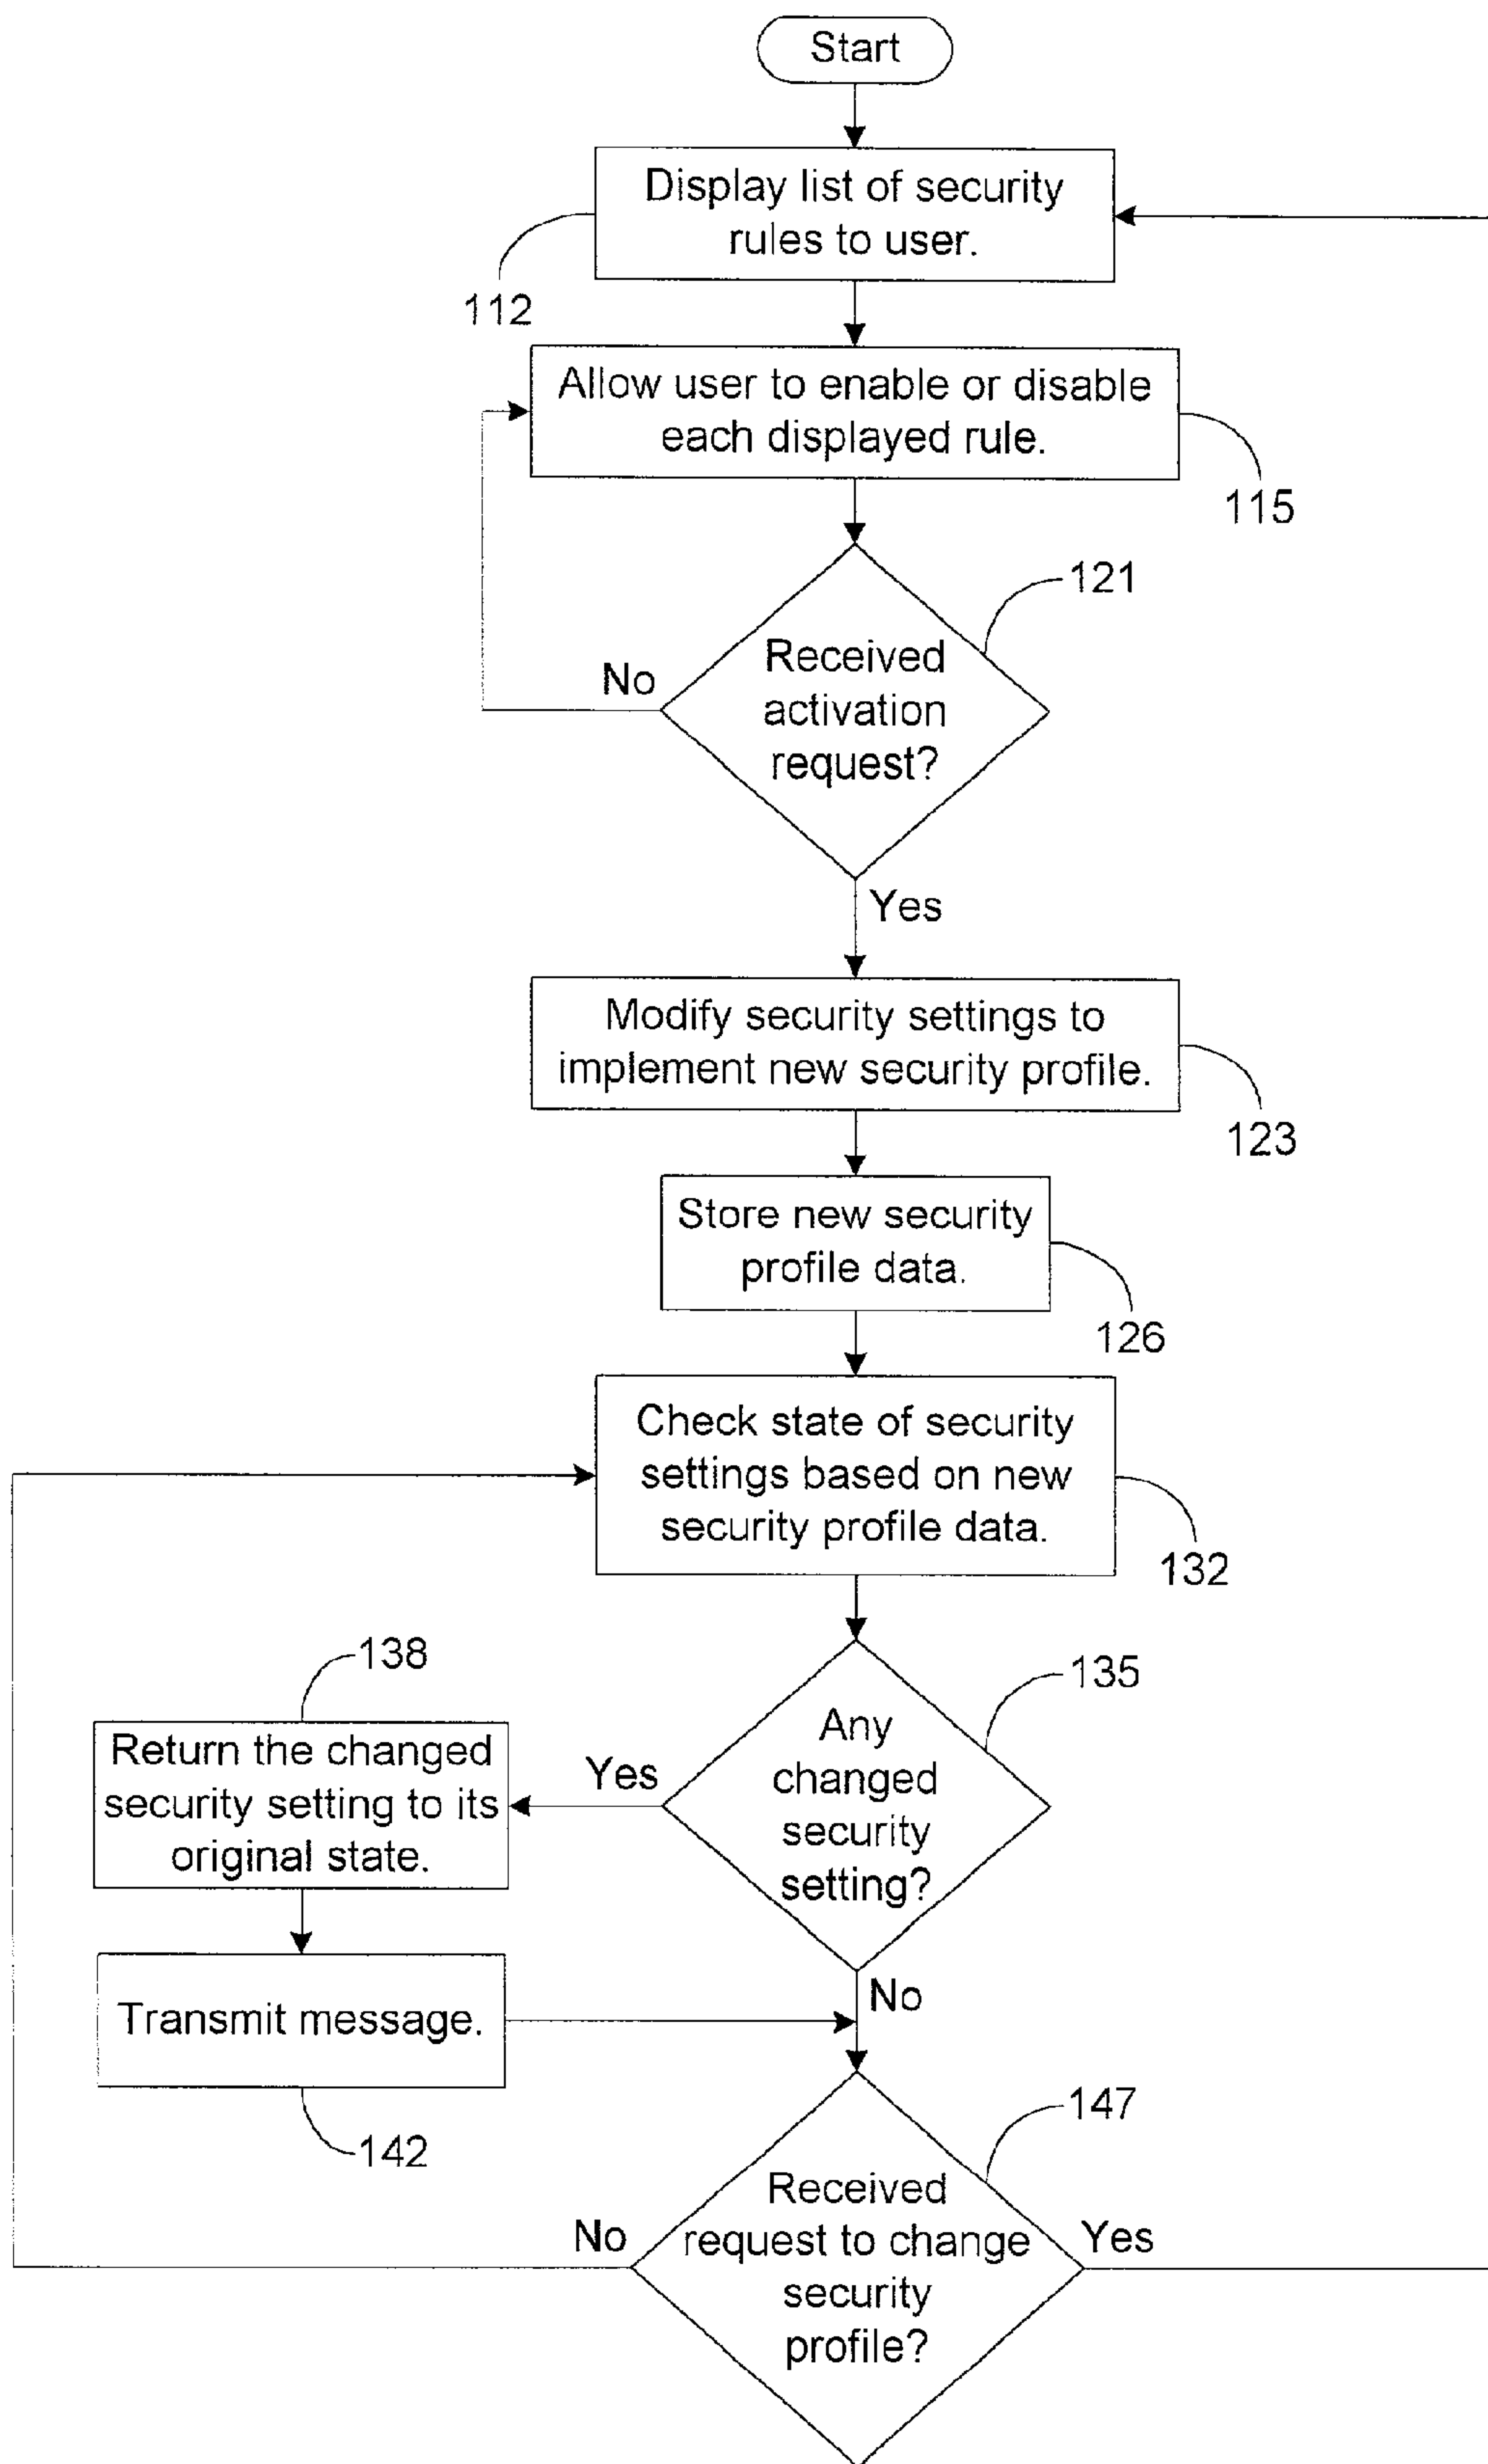 Start
Display list of security
rules to user.
112
Allow user to enable or disable
each displayed rule.
115
121
Received
activation
request?
No
Yes
Modify security settings to
implement new security profile.
123
Store new security
profile data.
126
Check state of security
settings based on new
security profile data.
132
138
135
Return the changed
security setting to its
original state.
Yes
Any
changed
security
setting?
No
Transmit message.
142
147
Received
request to change
security
profile?
No
Yes